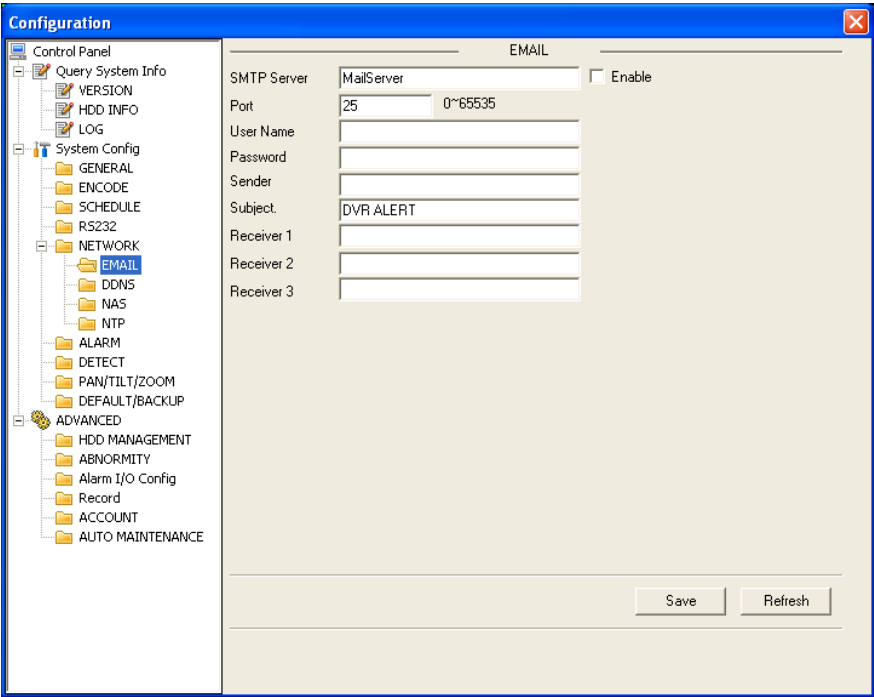 Configuration
Control Panel
Query System Info
VERSION
HDD INFO
LOG
System Config
GENERAL
ENCODE
SCHEDULE
RS232
NETWORK
EMAIL
DDNS
NAS
NTP
ALARM
DETECT
PAN/TILT/ZOOM
DEFAULT/BACKUP
ADVANCED
HDD MANAGEMENT
ABNORMITY
Alarm I/O Config
Record
ACCOUNT
AUTO MAINTENANCE
EMAIL
SMTP Server MailServer Enable
Port 25 0~65535
User Name
Password
Sender
Subject. DVR ALERT
Receiver 1
Receiver 2
Receiver 3
Save Refresh